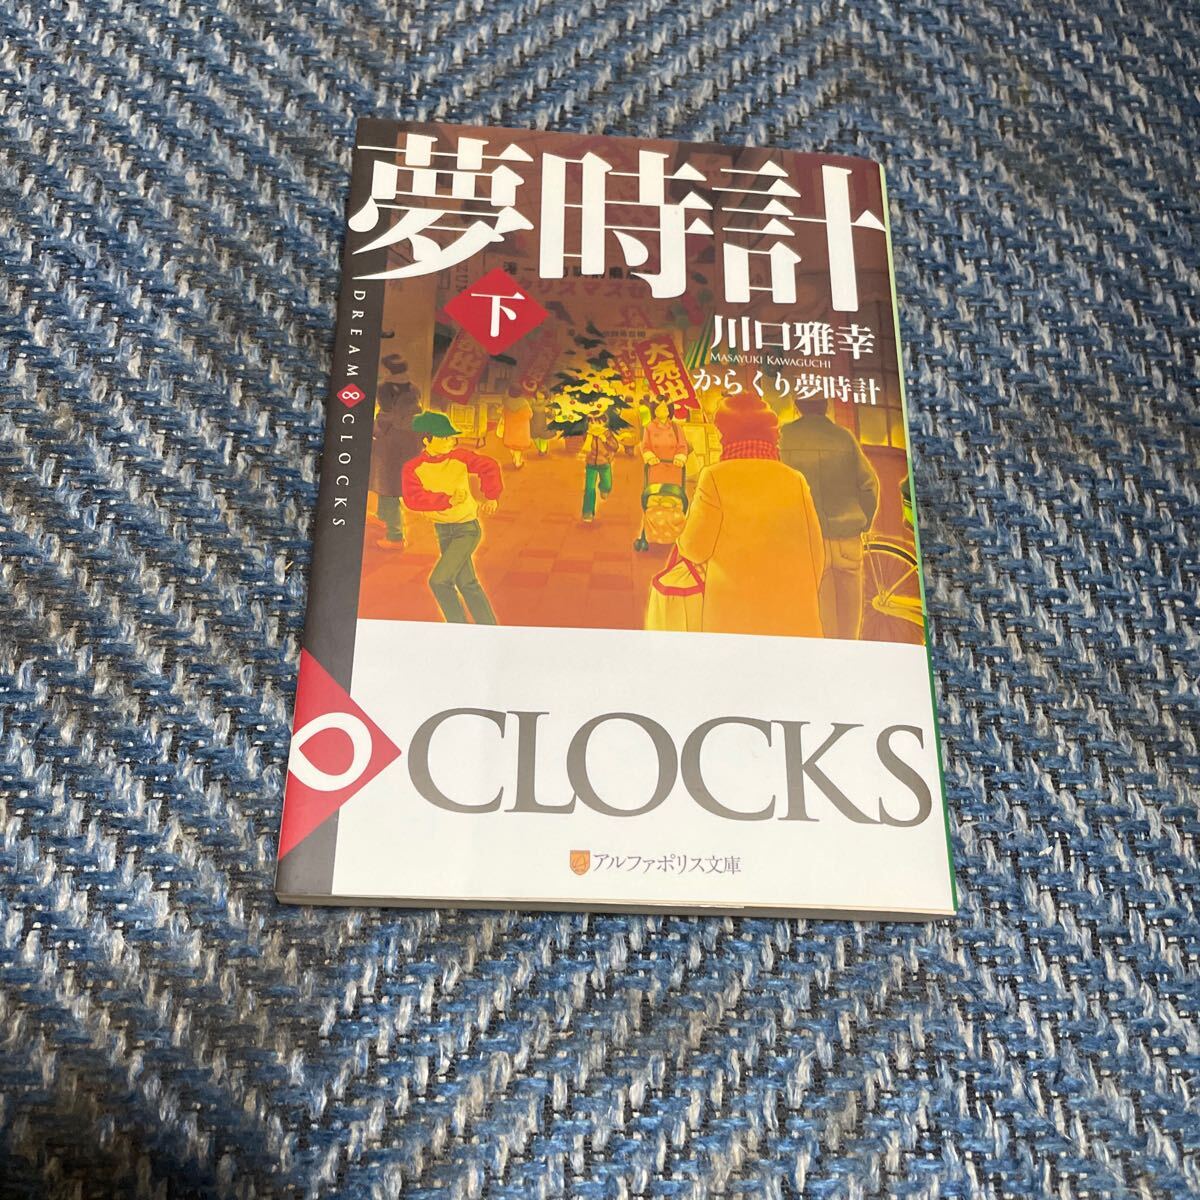 夢時計
下
川口雅幸
MASAYUKI KAWAGUCHI
からくり夢時計
大売出
DREAM 8 CLOCKS
CLOCKS
アルファポリス文庫